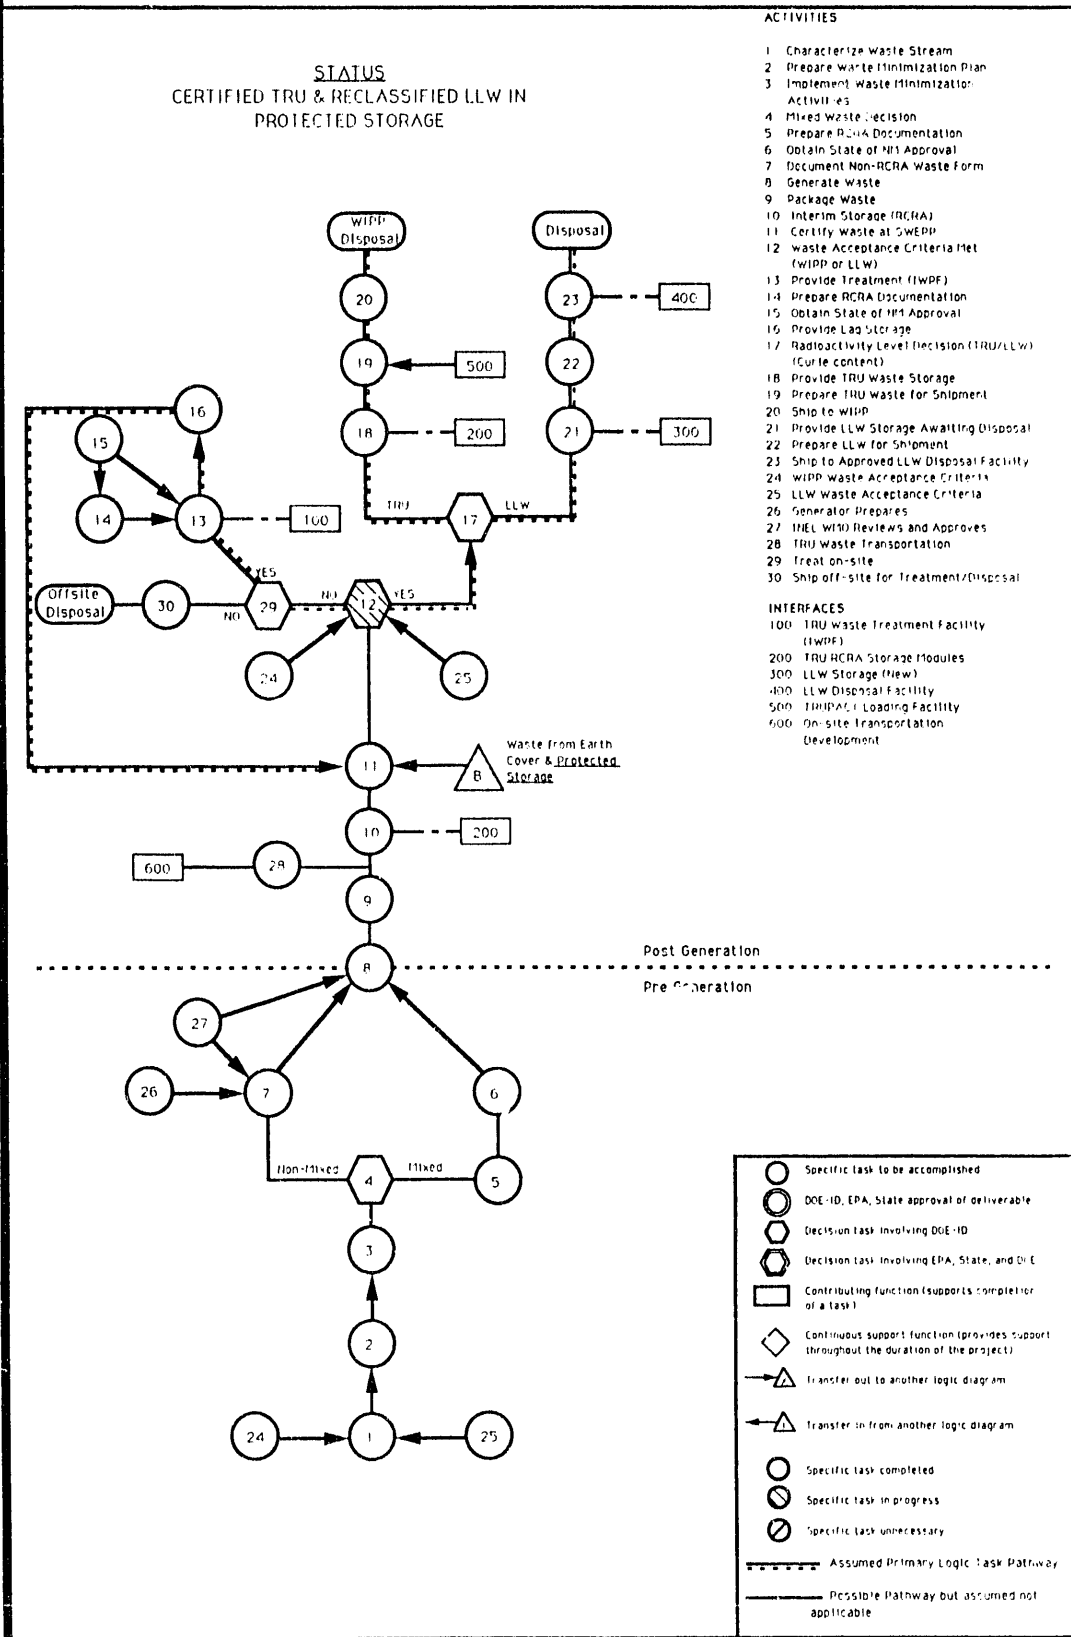 STATUS
CERTIFIED TRU & RECLASSIFIED LLW IN
PROTECTED STORAGE
ACTIVITIES
1 Characterize Waste Stream
2 Prepare Waste Minimization Plan
3 Implement Waste Minimization
Activities
4 Mixed Waste Decision
5 Prepare RCRA Documentation
6 Obtain State of NM Approval
7 Document Non-RCRA Waste Form
8 Generate Waste
9 Package Waste
10 Interim Storage (RCRA)
11 Certify Waste at SWEPP
12 Waste Acceptance Criteria Met
(WIPP or LLW)
13 Provide Treatment (IWPF)
14 Prepare RCRA Documentation
15 Obtain State of NM Approval
16 Provide Lag Storage
17 Radioactivity Level Decision (TRU/LLW)
(Curie content)
18 Provide TRU Waste Storage
19 Prepare TRU Waste for Shipment
20 Ship to WIPP
21 Provide LLW Storage Awaiting Disposal
22 Prepare LLW for Shipment
23 Ship to Approved LLW Disposal Facility
24 WIPP Waste Acceptance Criteria
25 LLW Waste Acceptance Criteria
26 Generator Prepares
27 INEL WMO Reviews and Approves
28 TRU Waste Transportation
29 Treat on-site
30 Ship off-site for Treatment/Disposal
INTERFACES
100 TRU Waste Treatment Facility
(IWPF)
200 TRU RCRA Storage Modules
300 LLW Storage (New)
400 LLW Disposal Facility
500 TRUPACT Loading Facility
600 On-site Transportation
Development
WIPP
Disposal
Disposal
20
23
400
19
500
22
16
18
200
21
300
15
14
13
100
TRU
17
LLW
YES
Offsite
Disposal
30
NO
29
NO
12
YES
24
25
11
B
Waste from Earth
Cover & Protected
Storage
10
200
600
28
9
8
Post Generation
Pre Generation
27
26
7
6
Non-Mixed
4
Mixed
5
3
2
24
1
25
Specific task to be accomplished
DOE-ID, EPA, State approval of deliverable
Decision task involving DOE-ID
Decision task involving EPA, State, and DOE
Contributing function (supports completion
of a task)
Continuous support function (provides support
throughout the duration of the project)
Transfer out to another logic diagram
Transfer in from another logic diagram
Specific task completed
Specific task in progress
Specific task unnecessary
Assumed Primary Logic Task Pathway
Possible Pathway but assumed not
applicable